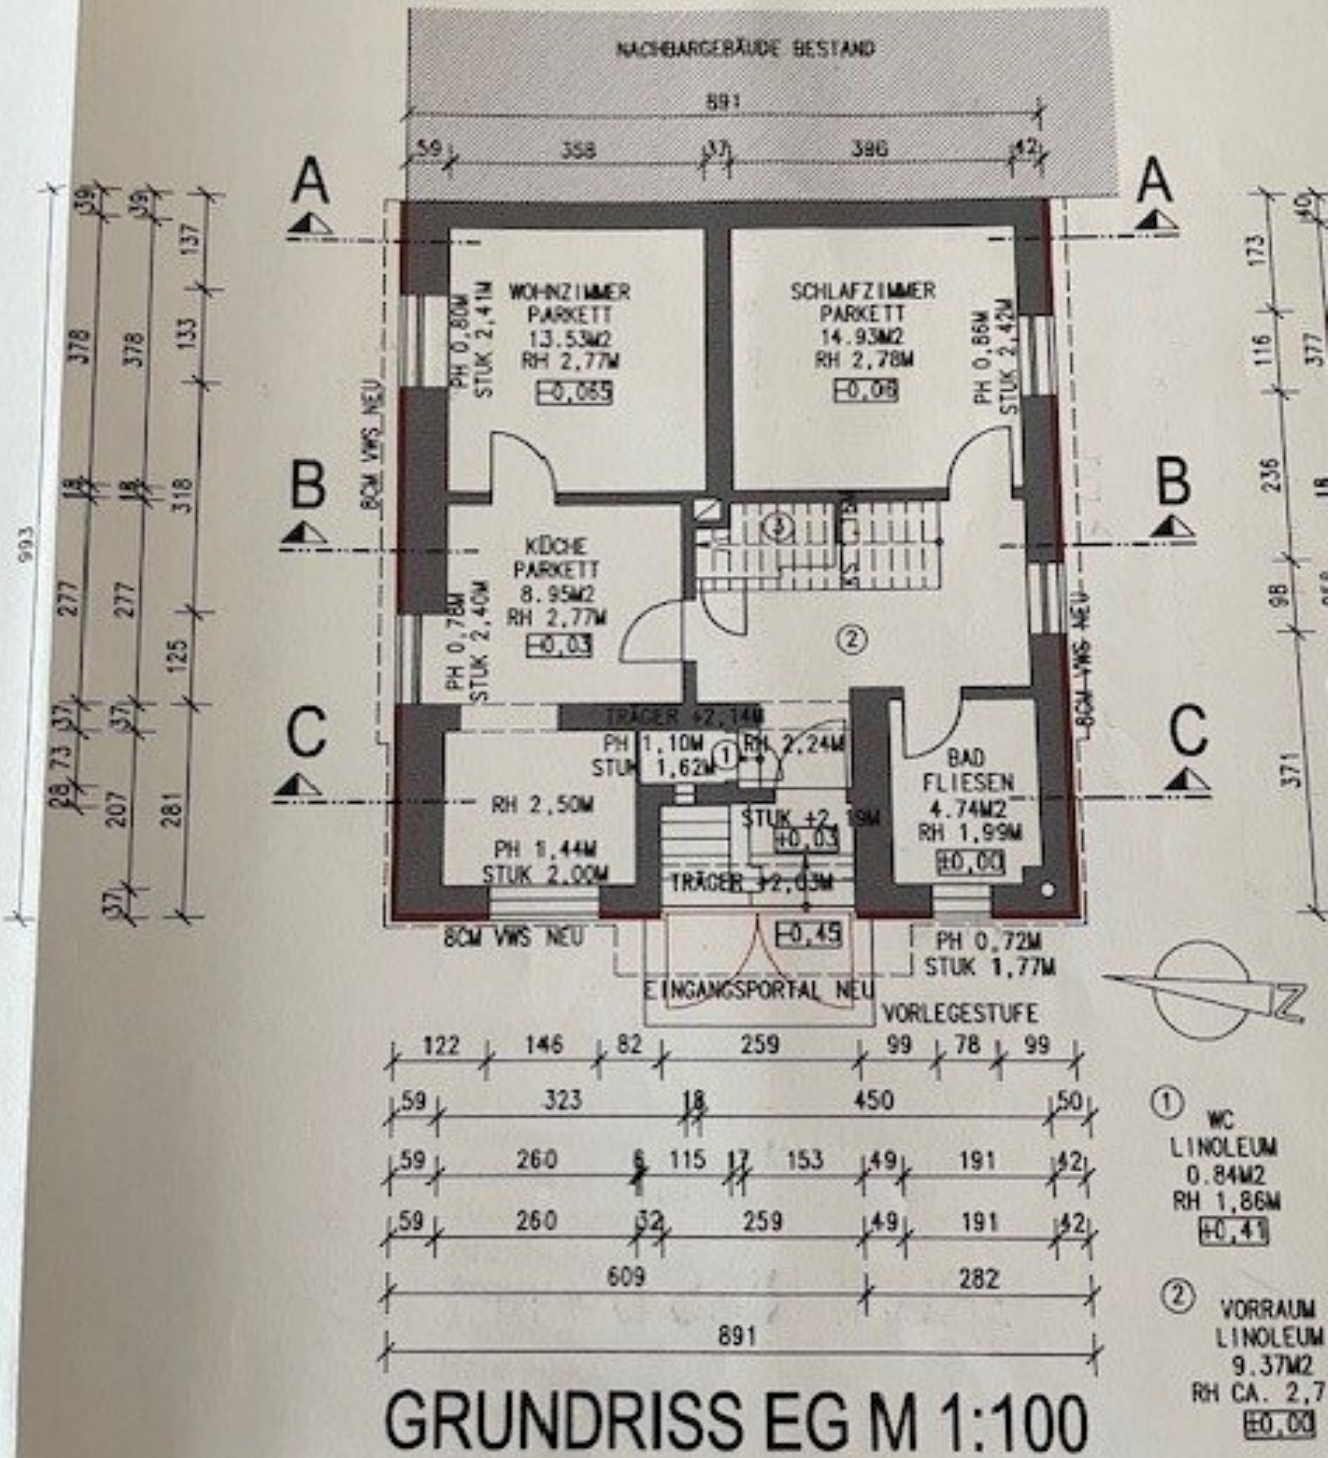 NACHBARGEBÄUDE BESTAND
891
59 358 37 386 42
A A
39 39 137 173 40
378 378 133 116 377
WOHNZIMMER
PARKETT
13.53M2
RH 2,77M
-0,065
PH 0,80M
STUK 2,41M
SCHLAFZIMMER
PARKETT
14.93M2
RH 2,78M
-0,06
PH 0,86M
STUK 2,42M
8CM VWS NEU
B B
18 18 318 236 18
993
277 277 125 98
KÜCHE
PARKETT
8.95M2
RH 2,77M
-0,03
PH 0,78M
STUK 2,40M
3
2
8CM VWS NEU
C C
37 37 371
28 73 207 281
37
TRÄGER +2,14M
PH 1,10M
STUK 1,62M
1
RH 2,24M
RH 2,50M
PH 1,44M
STUK 2,00M
STUK +2,19M
+0,03
TRÄGER +2,03M
-0,45
BAD
FLIESEN
4.74M2
RH 1,99M
±0,00
8CM VWS NEU
PH 0,72M
STUK 1,77M
EINGANGSPORTAL NEU
VORLEGESTUFE
N
122 146 82 259 99 78 99
59 323 18 450 50
59 260 6 115 17 153 49 191 42
59 260 32 259 49 191 42
609 282
891
1
WC
LINOLEUM
0.84M2
RH 1,86M
+0,41
2
VORRAUM
LINOLEUM
9.37M2
RH CA. 2,7
±0,00
GRUNDRISS EG M 1:100